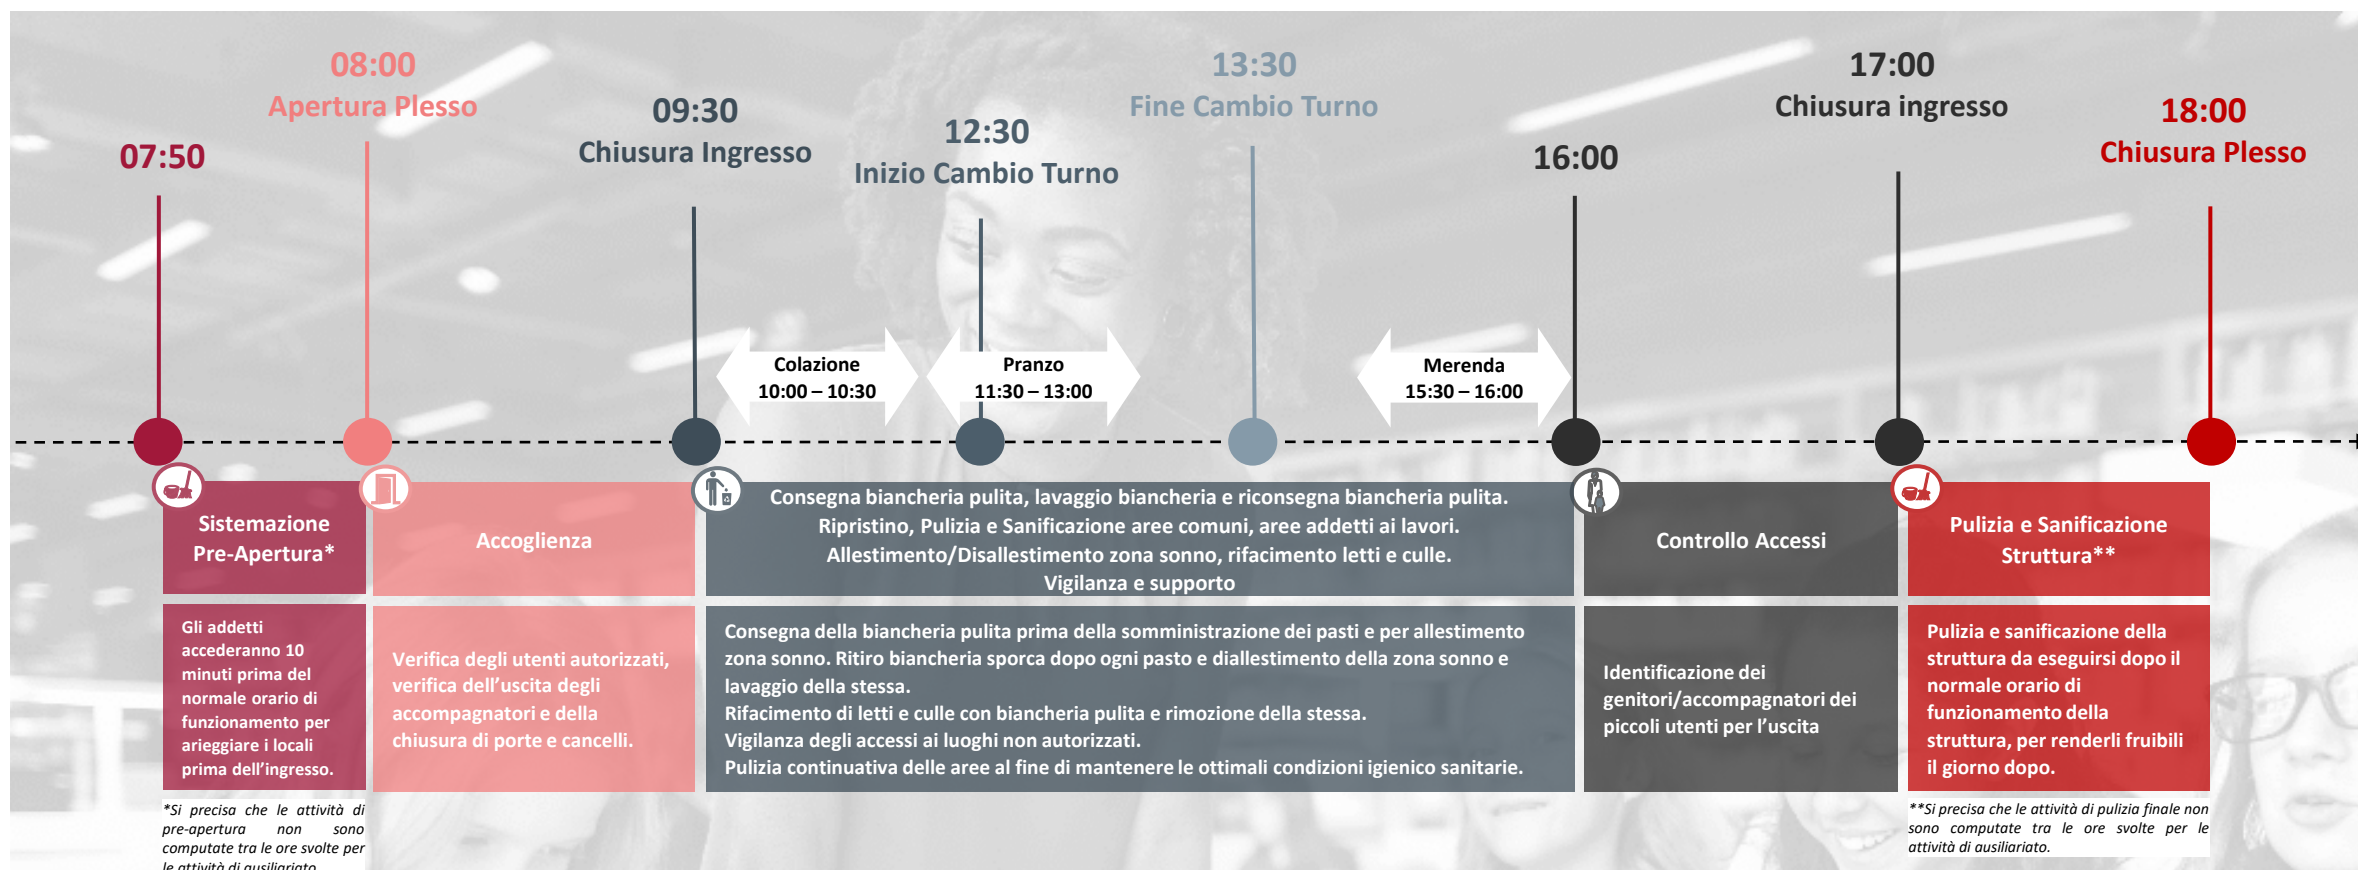 07:50
08:00
Apertura Plesso
09:30
Chiusura Ingresso
12:30
Inizio Cambio Turno
13:30
Fine Cambio Turno
16:00
17:00
Chiusura ingresso
18:00
Chiusura Plesso
Colazione
10:00 – 10:30
Pranzo
11:30 – 13:00
Merenda
15:30 – 16:00
Sistemazione
Pre-Apertura*
Accoglienza
Consegna biancheria pulita, lavaggio biancheria e riconsegna biancheria pulita.
Ripristino, Pulizia e Sanificazione aree comuni, aree addetti ai lavori.
Allestimento/Disallestimento zona sonno, rifacimento letti e culle.
Vigilanza e supporto
Controllo Accessi
Pulizia e Sanificazione
Struttura**
Gli addetti
accederanno 10
minuti prima del
normale orario di
funzionamento per
arieggiare i locali
prima dell'ingresso.
Verifica degli utenti autorizzati,
verifica dell'uscita degli
accompagnatori e della
chiusura di porte e cancelli.
Consegna della biancheria pulita prima della somministrazione dei pasti e per allestimento
zona sonno. Ritiro biancheria sporca dopo ogni pasto e diallestimento della zona sonno e
lavaggio della stessa.
Rifacimento di letti e culle con biancheria pulita e rimozione della stessa.
Vigilanza degli accessi ai luoghi non autorizzati.
Pulizia continuativa delle aree al fine di mantenere le ottimali condizioni igienico sanitarie.
Identificazione dei
genitori/accompagnatori dei
piccoli utenti per l'uscita
Pulizia e sanificazione della
struttura da eseguirsi dopo il
normale orario di
funzionamento della
struttura, per renderli fruibili
il giorno dopo.
*Si precisa che le attività di
pre-apertura non sono
computate tra le ore svolte per
le attività di ausiliariato.
**Si precisa che le attività di pulizia finale non
sono computate tra le ore svolte per le
attività di ausiliariato.